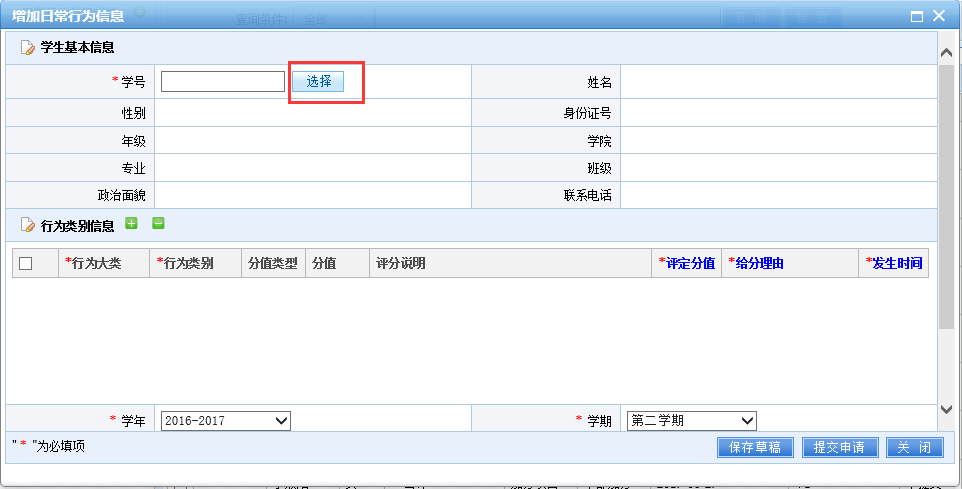 增加日常行为信息
学生基本信息
* 学号 选择 姓名
性别 身份证号
年级 学院
专业 班级
政治面貌 联系电话
行为类别信息
*行为大类 *行为类别 分值类型 分值 评分说明 *评定分值 *给分理由 *发生时间
* 学年 2016-2017 * 学期 第二学期
" * "为必填项 保存草稿 提交申请 关 闭